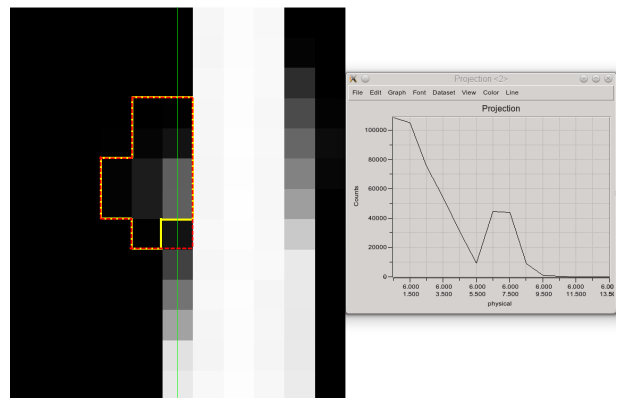 Projection <2>
File Edit Graph Font Dataset View Color Line
Projection
100000
80000
60000
40000
20000
0
Counts
6.000 6.000 6.000 6.000 6.000 6.000 6.00
1.500 3.500 5.500 7.500 9.500 11.500 13.50
physical